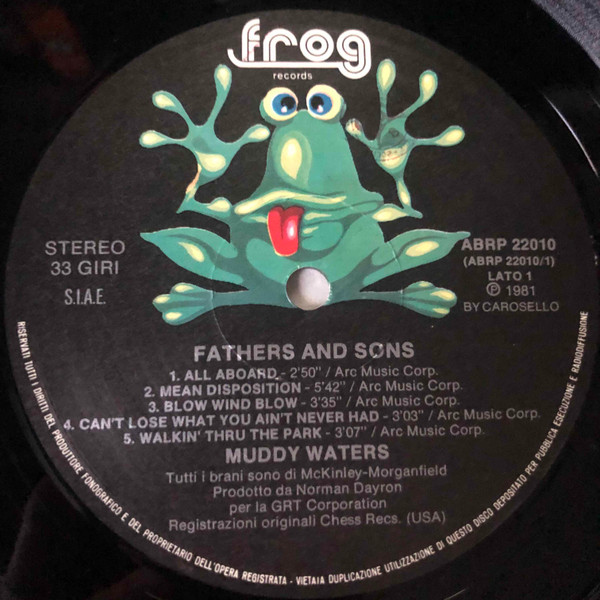 frog
records
STEREO
33 GIRI
S.I.A.E.
ABRP 22010
(ABRP 22010/1)
LATO 1
Ⓟ 1981
BY CAROSELLO
FATHERS AND SONS
1. ALL ABOARD - 2'50" / Arc Music Corp.
2. MEAN DISPOSITION - 5'42" / Arc Music Corp.
3. BLOW WIND BLOW - 3'35" / Arc Music Corp.
4. CAN'T LOSE WHAT YOU AIN'T NEVER HAD - 3'03" / Arc Music Corp.
5. WALKIN' THRU THE PARK - 3'07" / Arc Music Corp.
MUDDY WATERS
Tutti i brani sono di McKinley-Morganfield
Prodotto da Norman Dayron
per la GRT Corporation
Registrazioni originali Chess Recs. (USA)
RISERVATI TUTTI I DIRITTI DEL PRODUTTORE FONOGRAFICO E DEL PROPRIETARIO DELL'OPERA REGISTRATA - VIETATA DUPLICAZIONE UTILIZZAZIONE DI QUESTO DISCO DEPOSITATO PER PUBBLICA ESECUZIONE E RADIODIFFUSIONE